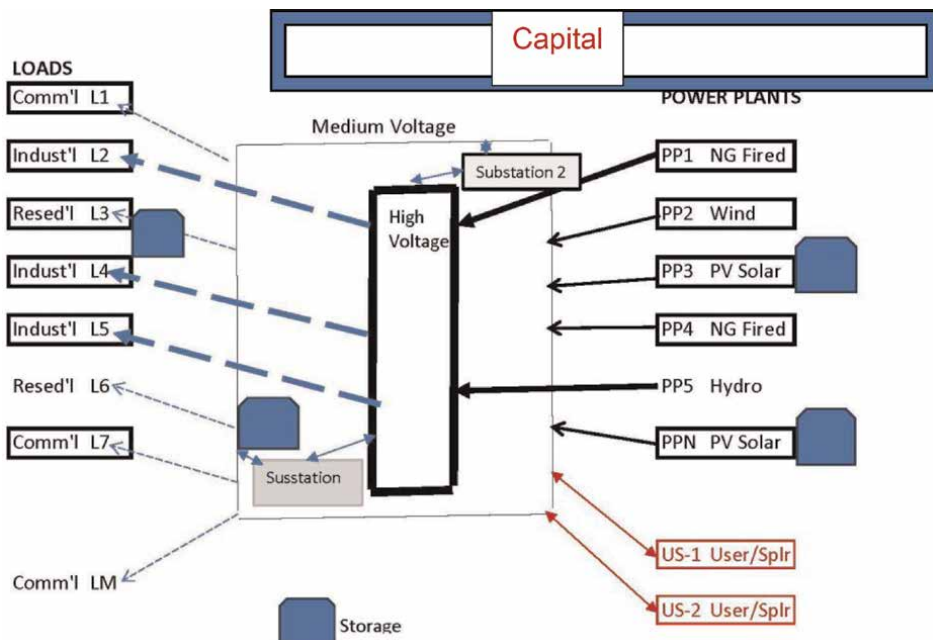 Capital
LOADS
POWER PLANTS
Comm'l L1
Medium Voltage
Indust'l L2
Substation 2
PP1 NG Fired
Resed'l L3
High
Voltage
PP2 Wind
Indust'l L4
PP3 PV Solar
Indust'l L5
PP4 NG Fired
Resed'l L6
PP5 Hydro
Comm'l L7
PPN PV Solar
Susstation
US-1 User/Splr
Comm'l LM
US-2 User/Splr
Storage